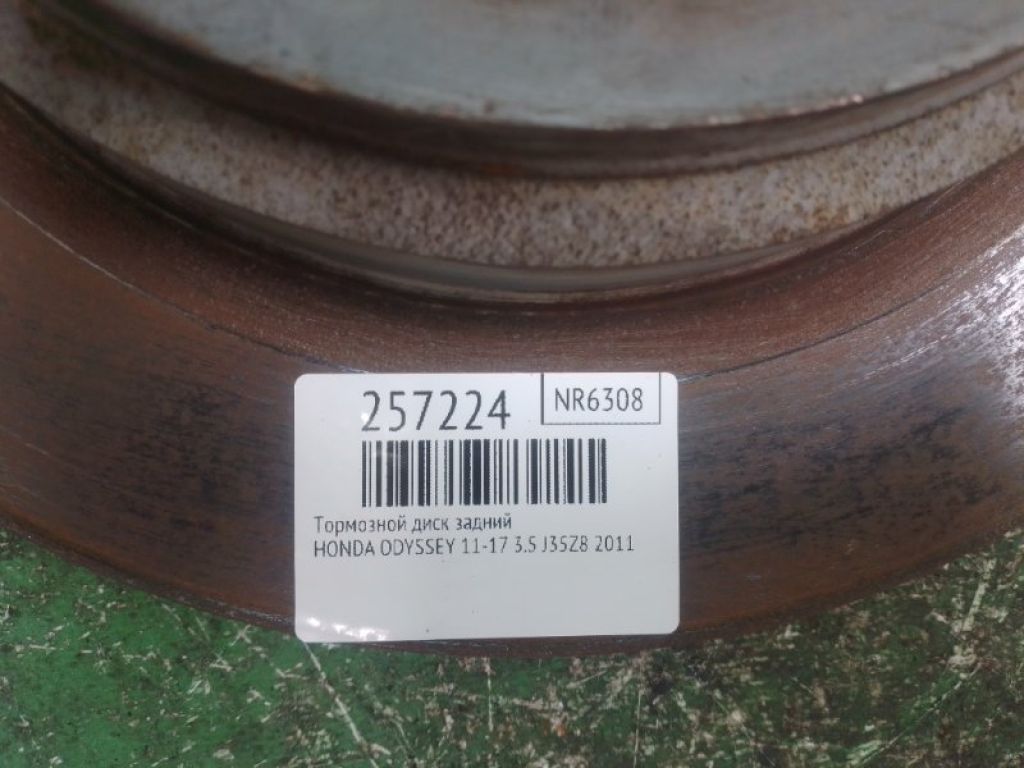 257224
NR6308
Тормозной диск задний
HONDA ODYSSEY 11-17 3.5 J35Z8 2011